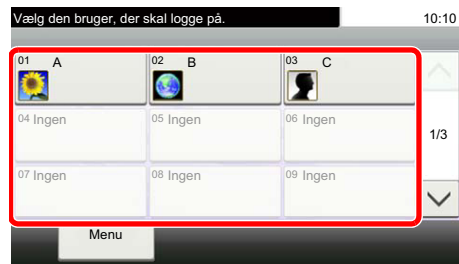 Vælg den bruger, der skal logge på. 10:10
01 A 02 B 03 C
04 Ingen 05 Ingen 06 Ingen
1/3
07 Ingen 08 Ingen 09 Ingen
Menu